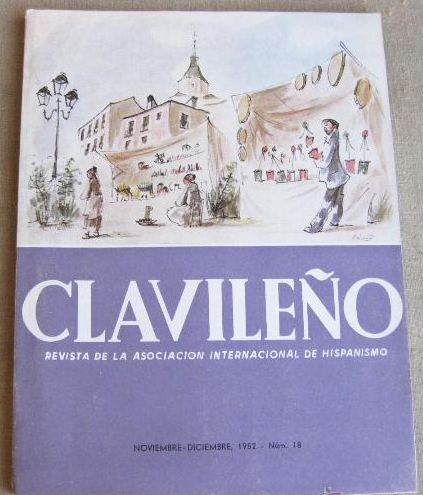 CLAVILEÑO
REVISTA DE LA ASOCIACION INTERNACIONAL DE HISPANISMO
NOVIEMBRE-DICIEMBRE, 1952 - Núm. 18